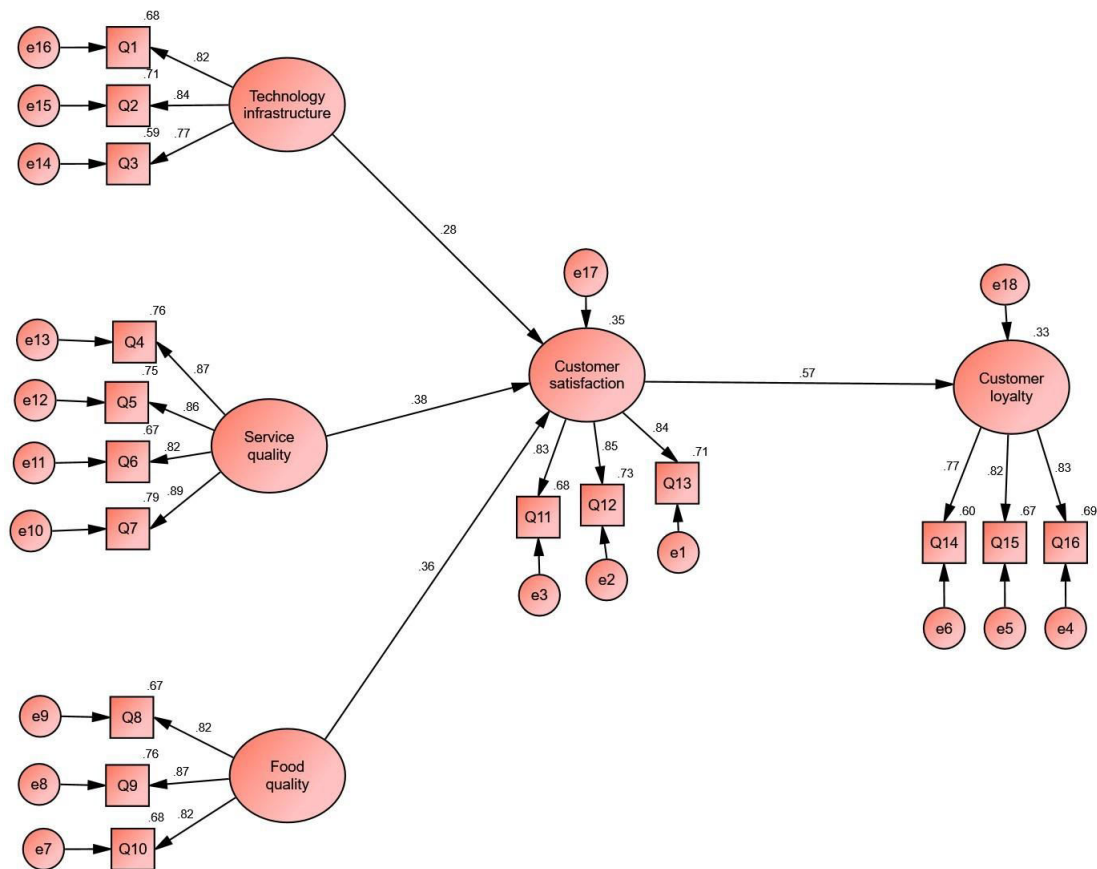 .68
e16 Q1 .82
.71
e15 Q2 .84
Technology
infrastructure
.59
e14 Q3 .77
.28
.76
e13 Q4 .87
.75
e12 Q5 .86
.67
e11 Q6 .82
Service
quality
.79
e10 Q7 .89
.38
e17
.35
Customer
satisfaction
.57
e18
.33
Customer
loyalty
.83 .85 .84
.68 .73 .71
Q11 Q12 Q13
e3 e2 e1
.77 .82 .83
.60 .67 .69
Q14 Q15 Q16
e6 e5 e4
.36
.67
e9 Q8 .82
.76
e8 Q9 .87
Food
quality
.68
e7 Q10 .82